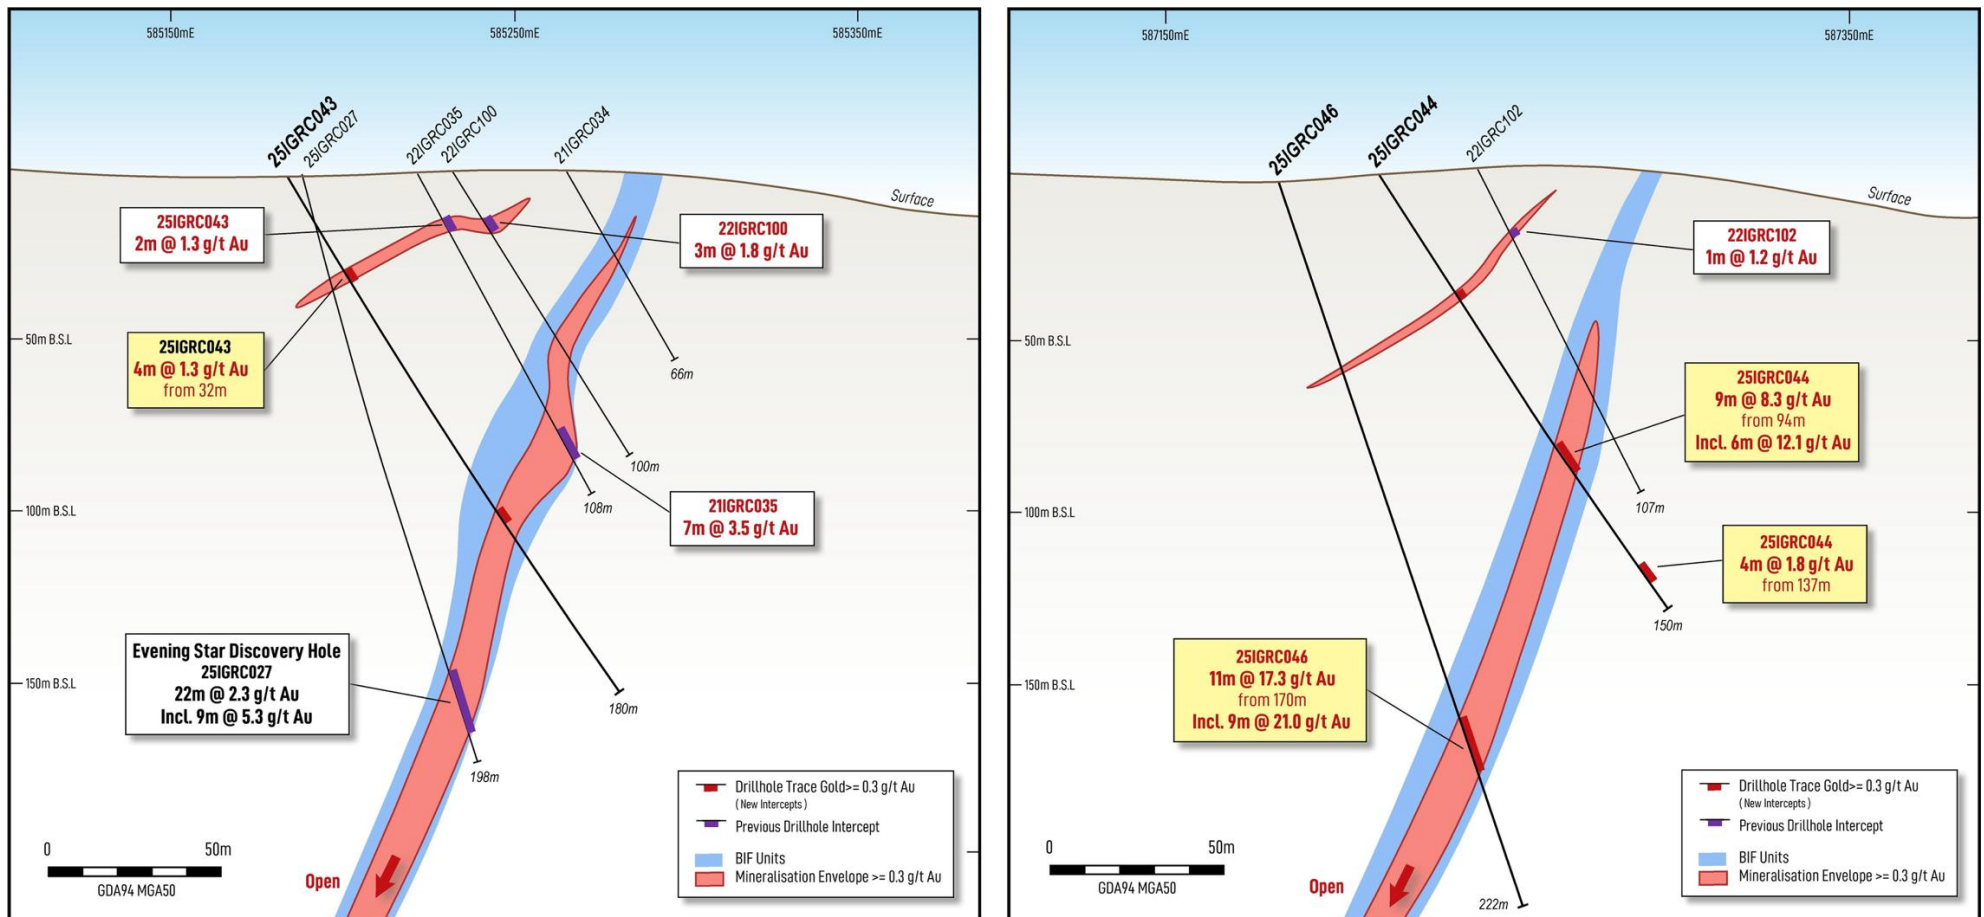 585150mE
585250mE
585350mE
25IGRC043
25IGRC027
22IGRC035
22IGRC100
21IGRC034
Surface
25IGRC043
2m @ 1.3 g/t Au
22IGRC100
3m @ 1.8 g/t Au
25IGRC043
4m @ 1.3 g/t Au
from 32m
50m B.S.L
66m
100m
108m
21IGRC035
7m @ 3.5 g/t Au
100m B.S.L
Evening Star Discovery Hole
25IGRC027
22m @ 2.3 g/t Au
Incl. 9m @ 5.3 g/t Au
150m B.S.L
180m
198m
0
50m
GDA94 MGA50
Open
Drillhole Trace Gold>= 0.3 g/t Au
(New Intercepts)
Previous Drillhole Intercept
BIF Units
Mineralisation Envelope >= 0.3 g/t Au
587150mE
587350mE
25IGRC046
25IGRC044
22IGRC102
Surface
22IGRC102
1m @ 1.2 g/t Au
50m B.S.L
25IGRC044
9m @ 8.3 g/t Au
from 94m
Incl. 6m @ 12.1 g/t Au
107m
100m B.S.L
25IGRC044
4m @ 1.8 g/t Au
from 137m
150m
25IGRC046
11m @ 17.3 g/t Au
from 170m
Incl. 9m @ 21.0 g/t Au
150m B.S.L
0
50m
GDA94 MGA50
Open
222m
Drillhole Trace Gold>= 0.3 g/t Au
(New Intercepts)
Previous Drillhole Intercept
BIF Units
Mineralisation Envelope >= 0.3 g/t Au